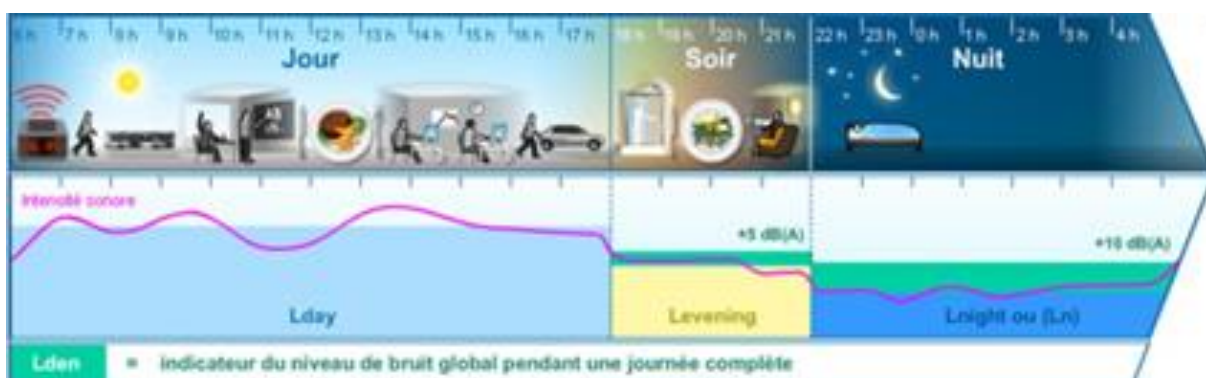 6 h 7 h 8 h 9 h 10 h 11 h 12 h 13 h 14 h 15 h 16 h 17 h 18 h 19 h 20 h 21 h 22 h 23 h 0 h 1 h 2 h 3 h 4 h
Jour Soir Nuit
Intensité sonore
+5 dB(A) +10 dB(A)
Lday Levening Lnight ou (Ln)
Lden = indicateur du niveau de bruit global pendant une journée complète